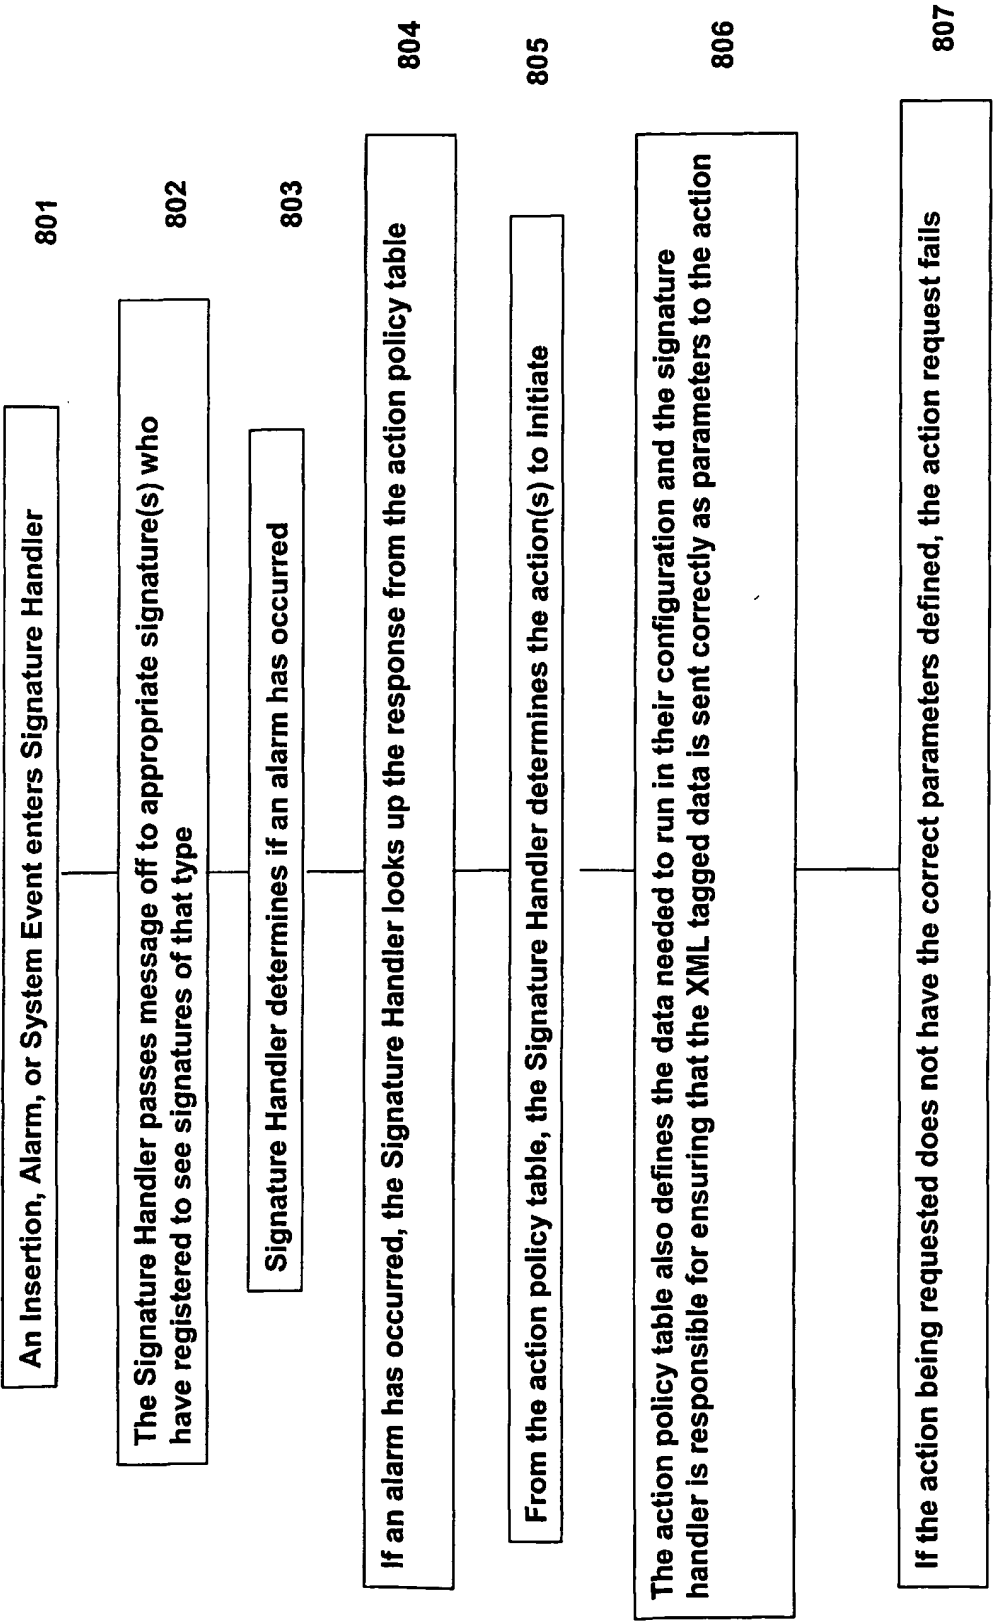 An Insertion, Alarm, or System Event enters Signature Handler
801
The Signature Handler passes message off to appropriate signature(s) who
have registered to see signatures of that type
802
Signature Handler determines if an alarm has occurred
803
If an alarm has occurred, the Signature Handler looks up the response from the action policy table
804
From the action policy table, the Signature Handler determines the action(s) to initiate
805
The action policy table also defines the data needed to run in their configuration and the signature
handler is responsible for ensuring that the XML tagged data is sent correctly as parameters to the action
806
If the action being requested does not have the correct parameters defined, the action request fails
807